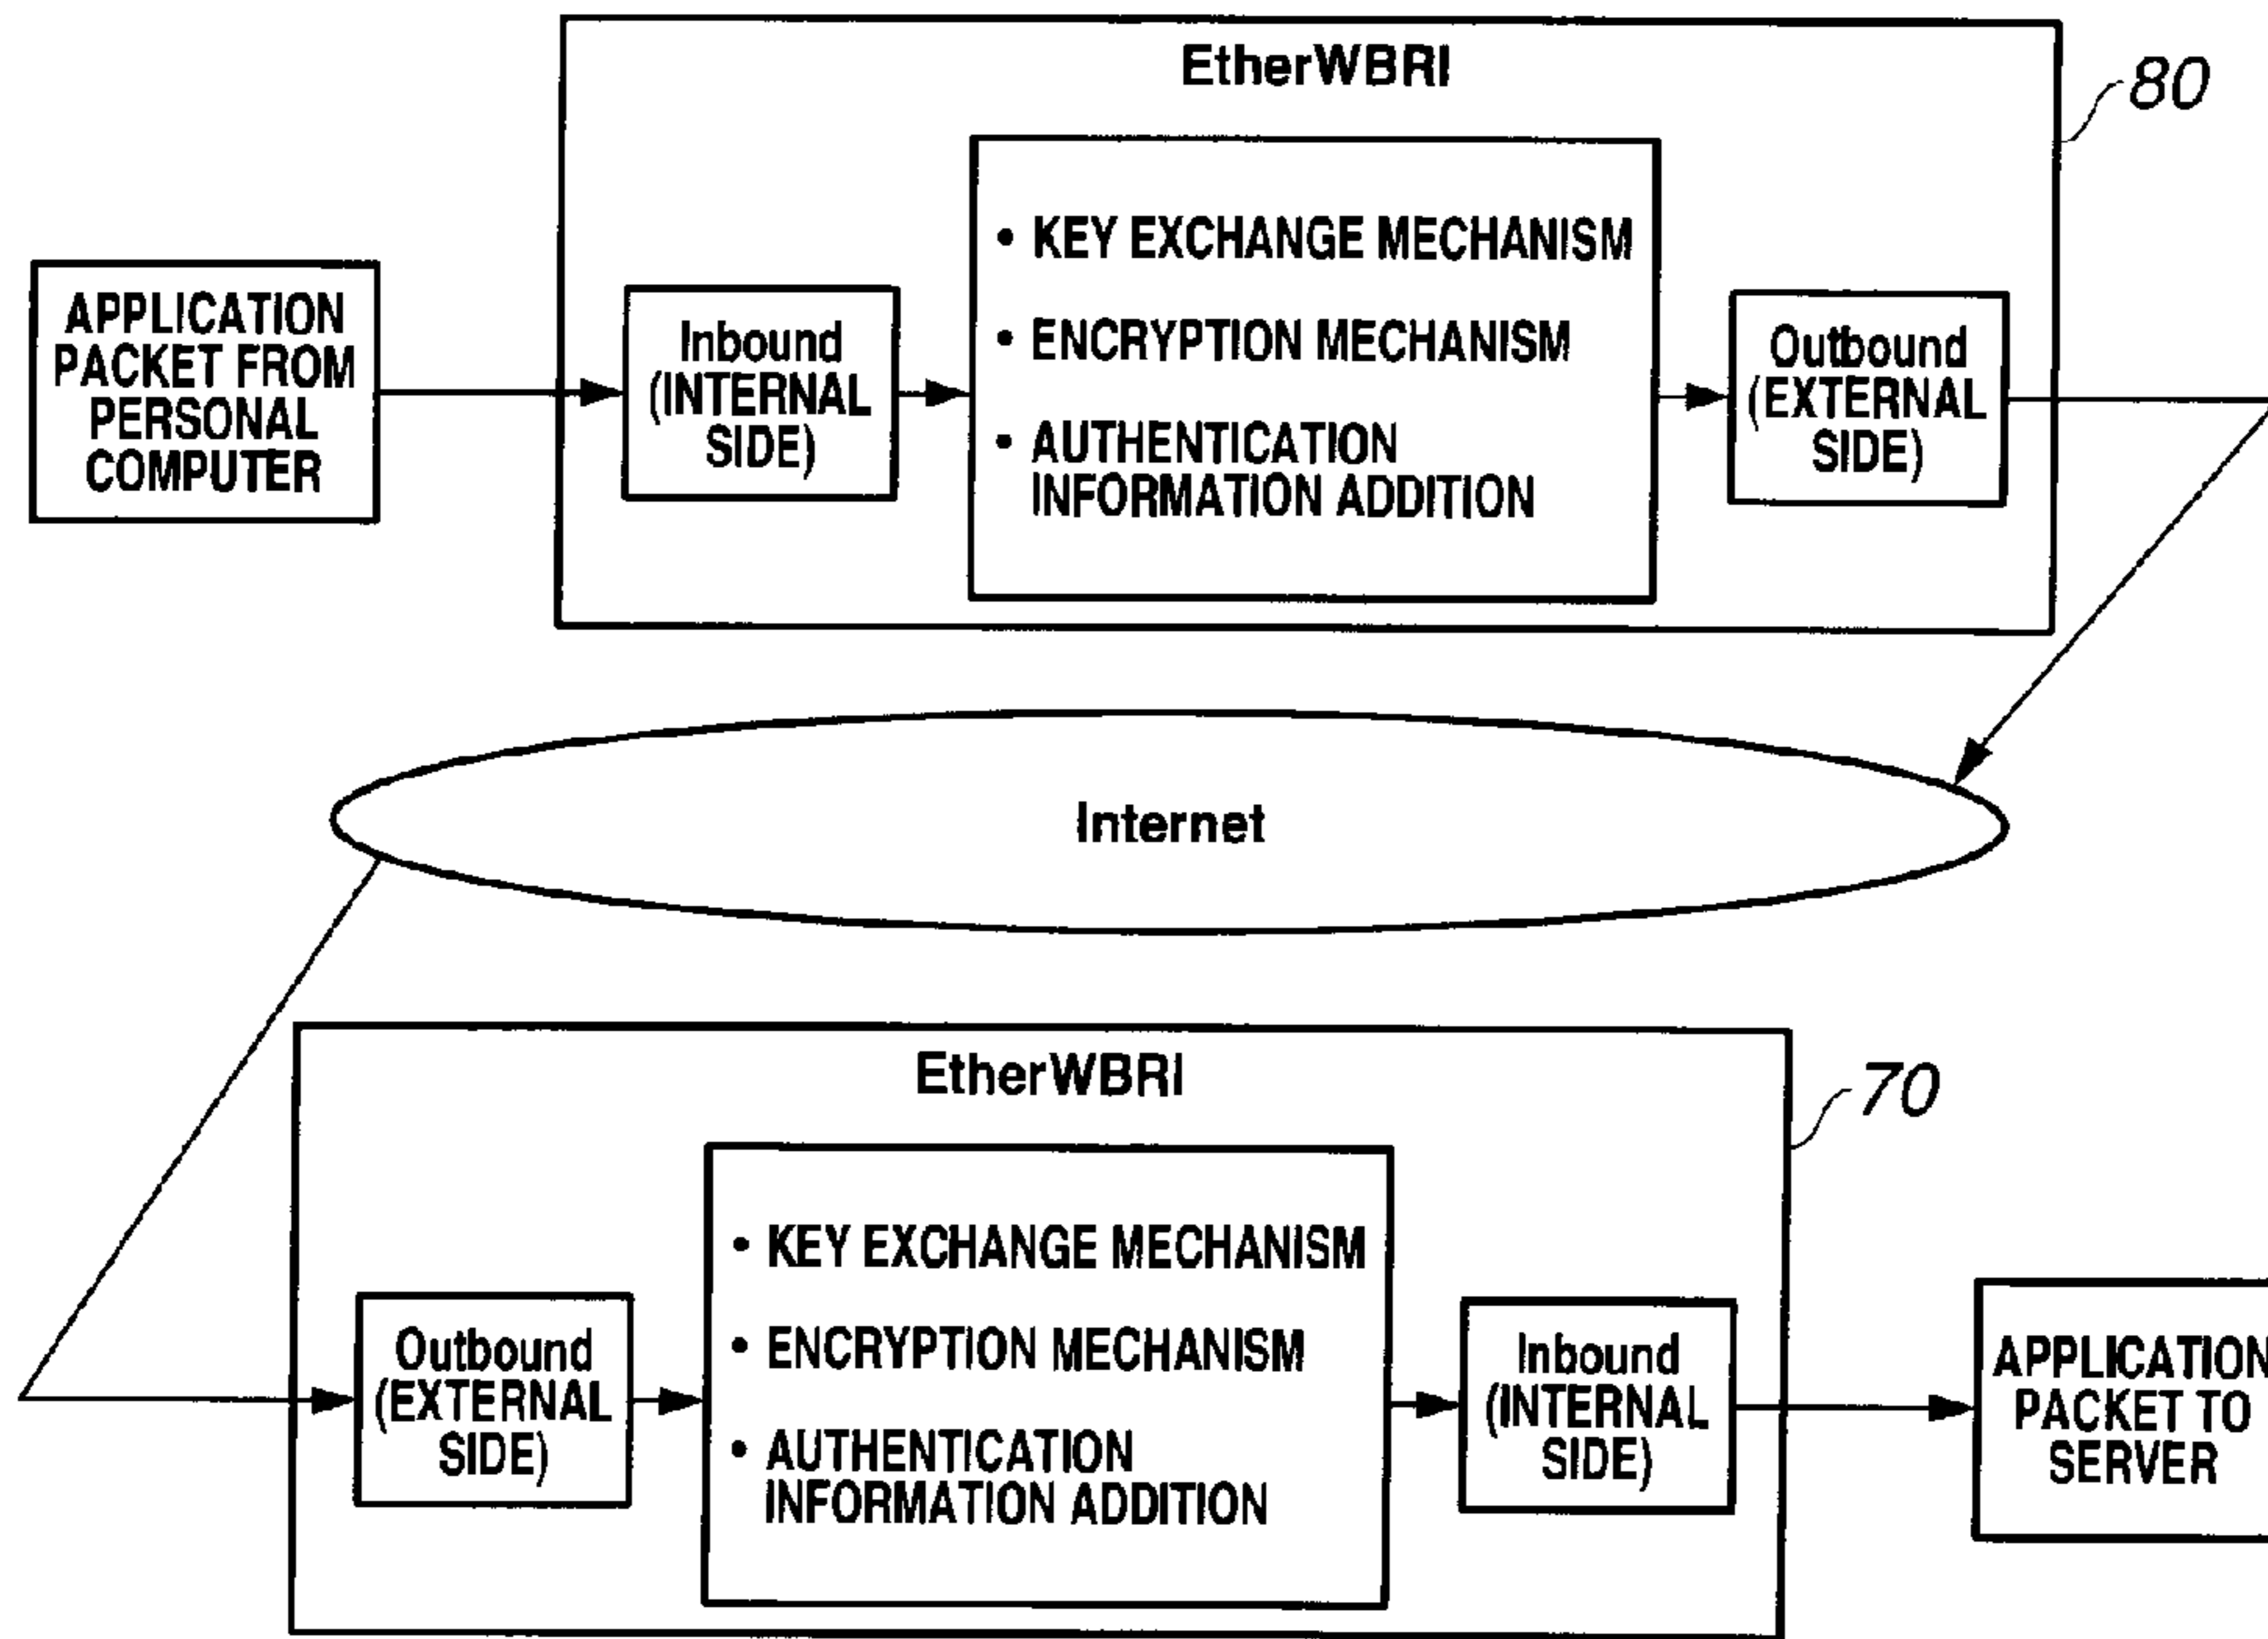 EtherWBRI
80
APPLICATION
PACKET FROM
PERSONAL
COMPUTER
Inbound
(INTERNAL
SIDE)
• KEY EXCHANGE MECHANISM
• ENCRYPTION MECHANISM
• AUTHENTICATION
INFORMATION ADDITION
Outbound
(EXTERNAL
SIDE)
Internet
EtherWBRI
70
Outbound
(EXTERNAL
SIDE)
• KEY EXCHANGE MECHANISM
• ENCRYPTION MECHANISM
• AUTHENTICATION
INFORMATION ADDITION
Inbound
(INTERNAL
SIDE)
APPLICATION
PACKET TO
SERVER